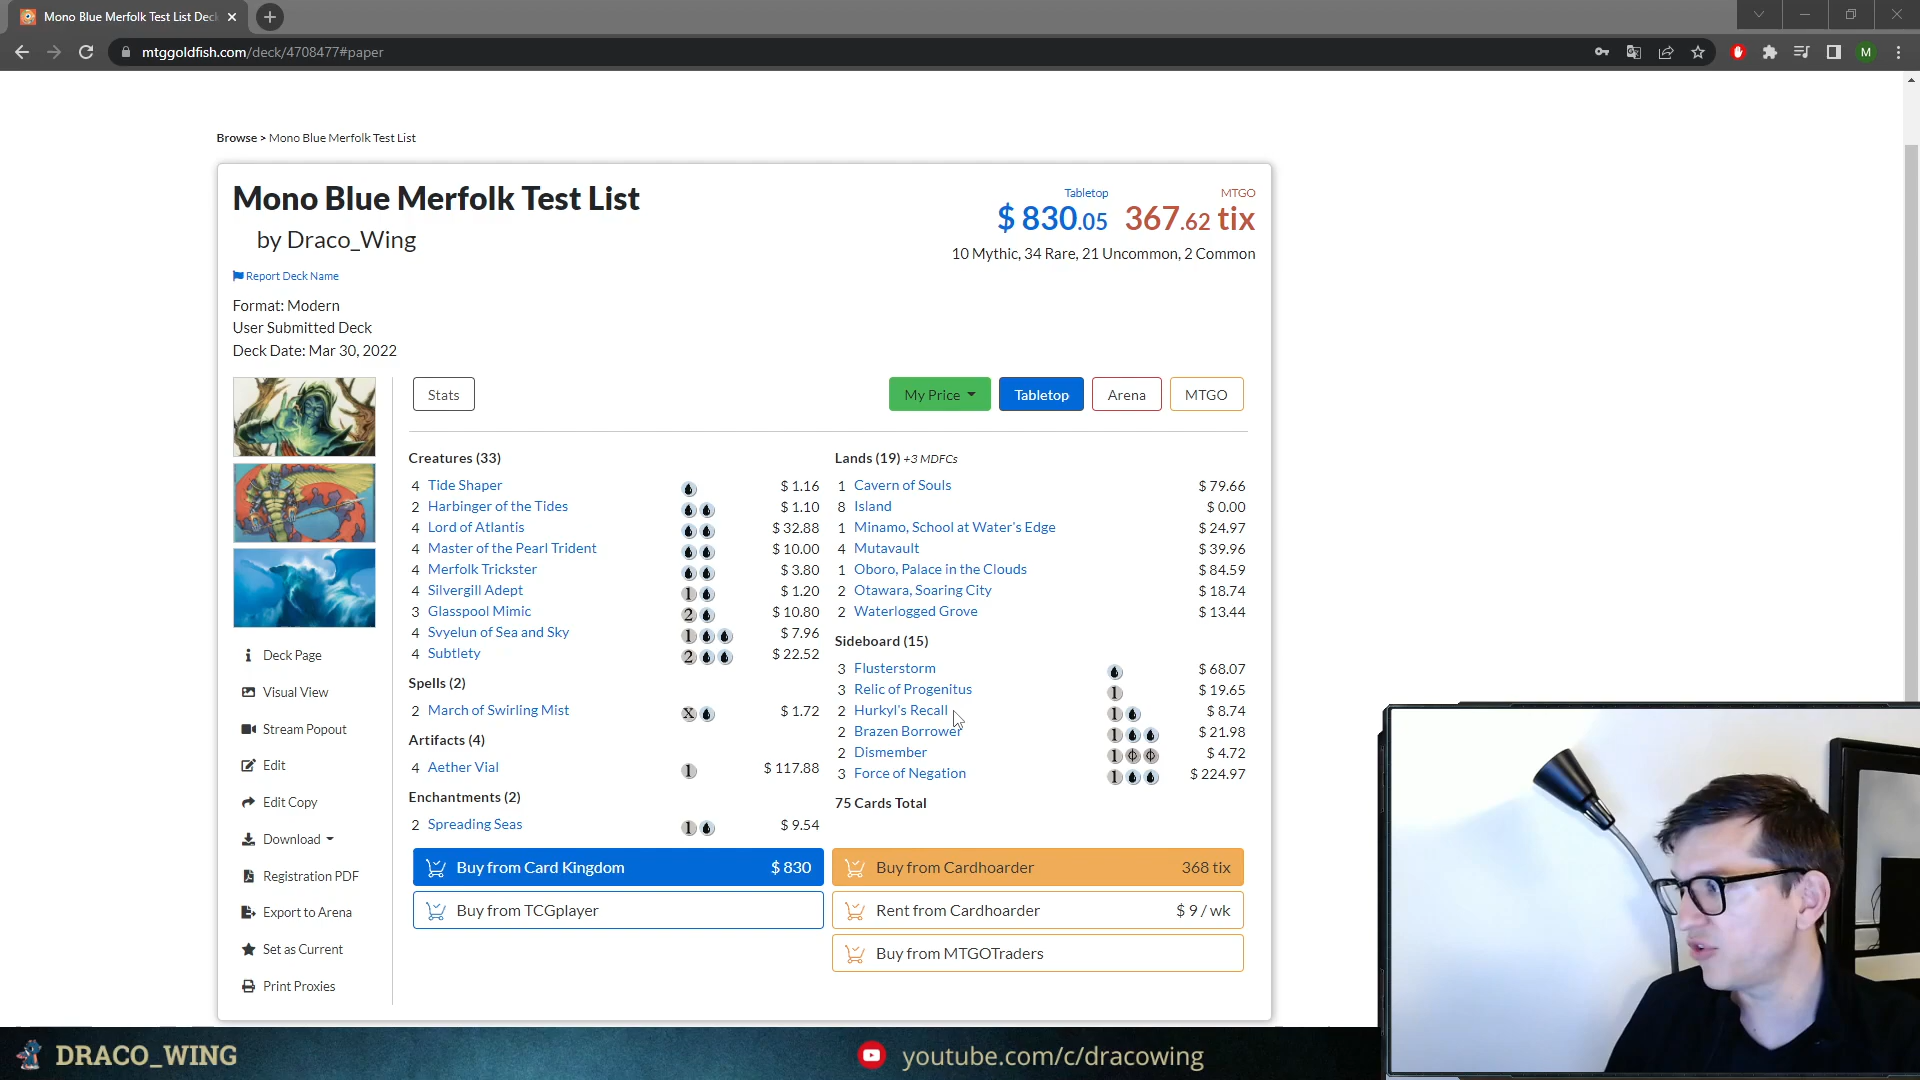 Mono Blue Merfolk Test List Deck
mtggoldfish.com/deck/4708477#paper
M
Browse > Mono Blue Merfolk Test List
Mono Blue Merfolk Test List
by Draco_Wing
Report Deck Name
Format: Modern
User Submitted Deck
Deck Date: Mar 30, 2022
Tabletop
$ 830.05
MTGO
367.62 tix
10 Mythic, 34 Rare, 21 Uncommon, 2 Common
Stats
My Price
Tabletop
Arena
MTGO
Deck Page
Visual View
Stream Popout
Edit
Edit Copy
Download
Registration PDF
Export to Arena
Set as Current
Print Proxies
Creatures (33)
4 Tide Shaper $ 1.16
2 Harbinger of the Tides $ 1.10
4 Lord of Atlantis $ 32.88
4 Master of the Pearl Trident $ 10.00
4 Merfolk Trickster $ 3.80
4 Silvergill Adept 1 $ 1.20
3 Glasspool Mimic 2 $ 10.80
4 Svyelun of Sea and Sky 1 $ 7.96
4 Subtlety 2 $ 22.52
Spells (2)
2 March of Swirling Mist X $ 1.72
Artifacts (4)
4 Aether Vial 1 $ 117.88
Enchantments (2)
2 Spreading Seas 1 $ 9.54
Lands (19) +3 MDFCs
1 Cavern of Souls $ 79.66
8 Island $ 0.00
1 Minamo, School at Water's Edge $ 24.97
4 Mutavault $ 39.96
1 Oboro, Palace in the Clouds $ 84.59
2 Otawara, Soaring City $ 18.74
2 Waterlogged Grove $ 13.44
Sideboard (15)
3 Flusterstorm $ 68.07
3 Relic of Progenitus 1 $ 19.65
2 Hurkyl's Recall 1 $ 8.74
2 Brazen Borrower 1 $ 21.98
2 Dismember 1 $ 4.72
3 Force of Negation 1 $ 224.97
75 Cards Total
Buy from Card Kingdom $ 830
Buy from TCGplayer
Buy from Cardhoarder 368 tix
Rent from Cardhoarder $ 9 / wk
Buy from MTGOTraders
DRACO_WING
youtube.com/c/dracowing